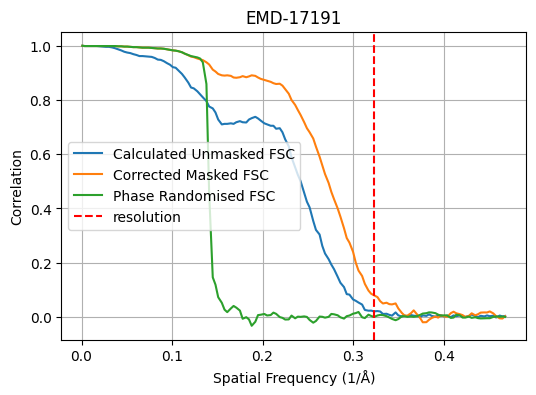 EMD-17191
1.0
0.8
0.6
0.4
0.2
0.0
Correlation
Calculated Unmasked FSC
Corrected Masked FSC
Phase Randomised FSC
resolution
0.0 0.1 0.2 0.3 0.4
Spatial Frequency (1/Å)